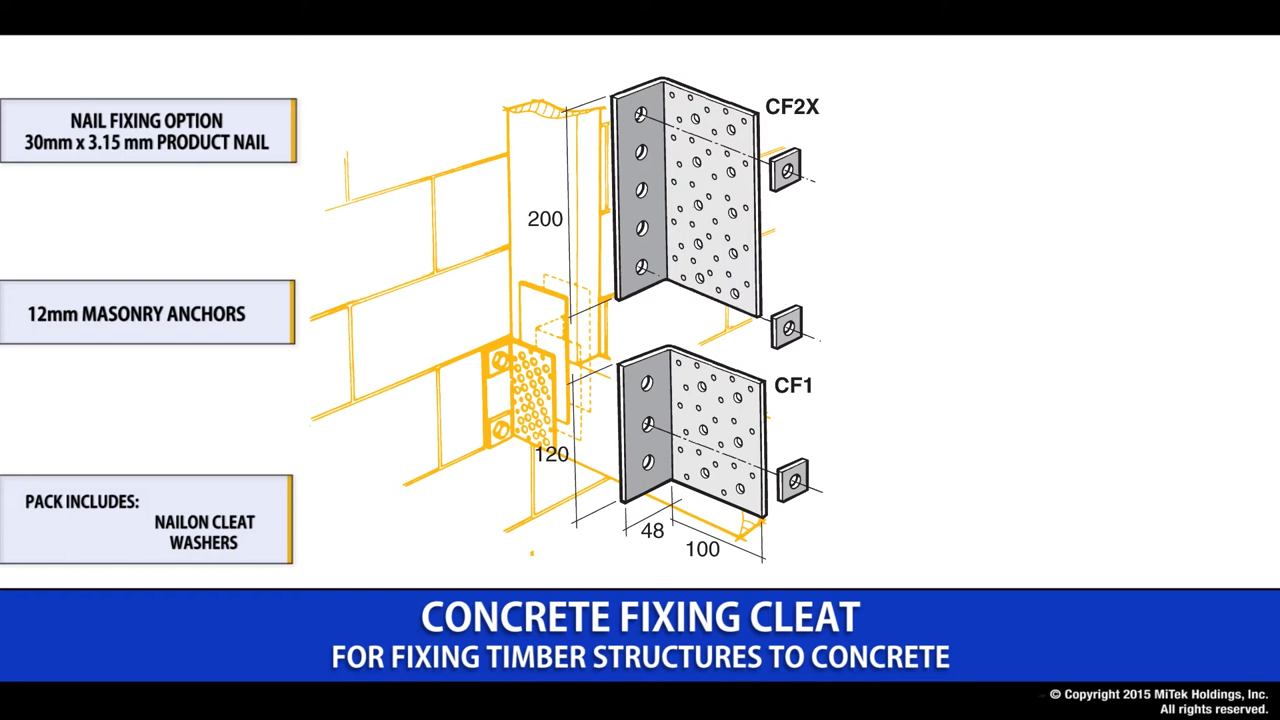 NAIL FIXING OPTION
30mm x 3.15 mm PRODUCT NAIL
12mm MASONRY ANCHORS
PACK INCLUDES:
NAILON CLEAT
WASHERS
CF2X
200
CF1
120
48
100
CONCRETE FIXING CLEAT
FOR FIXING TIMBER STRUCTURES TO CONCRETE
© Copyright 2015 MiTek Holdings, Inc.
All rights reserved.